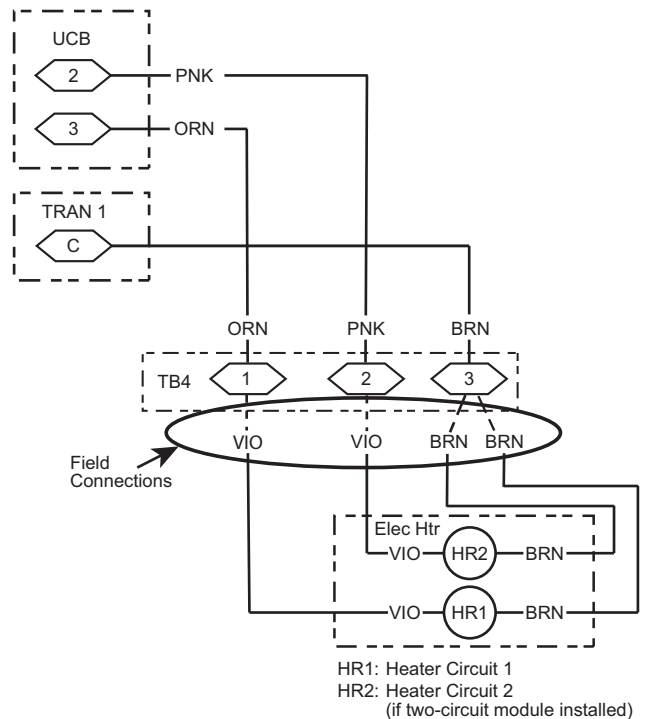 UCB
2
PNK
3
ORN
TRAN 1
C
ORN
PNK
BRN
TB4
1
2
3
VIO
VIO
BRN
BRN
Field
Connections
Elec Htr
VIO
HR2
BRN
VIO
HR1
BRN
HR1: Heater Circuit 1
HR2: Heater Circuit 2
(if two-circuit module installed)